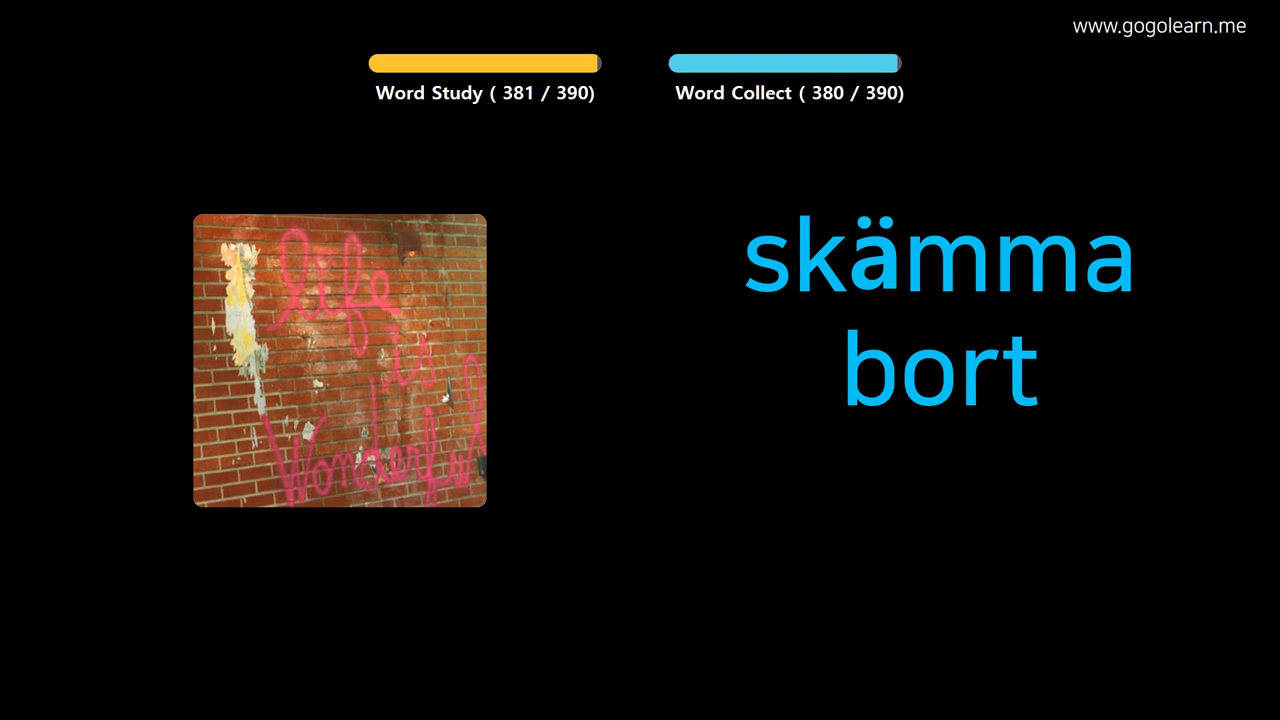 www.gogolearn.me
Word Study ( 381 / 390)
Word Collect ( 380 / 390)
life
is
Wonderful
skämma
bort